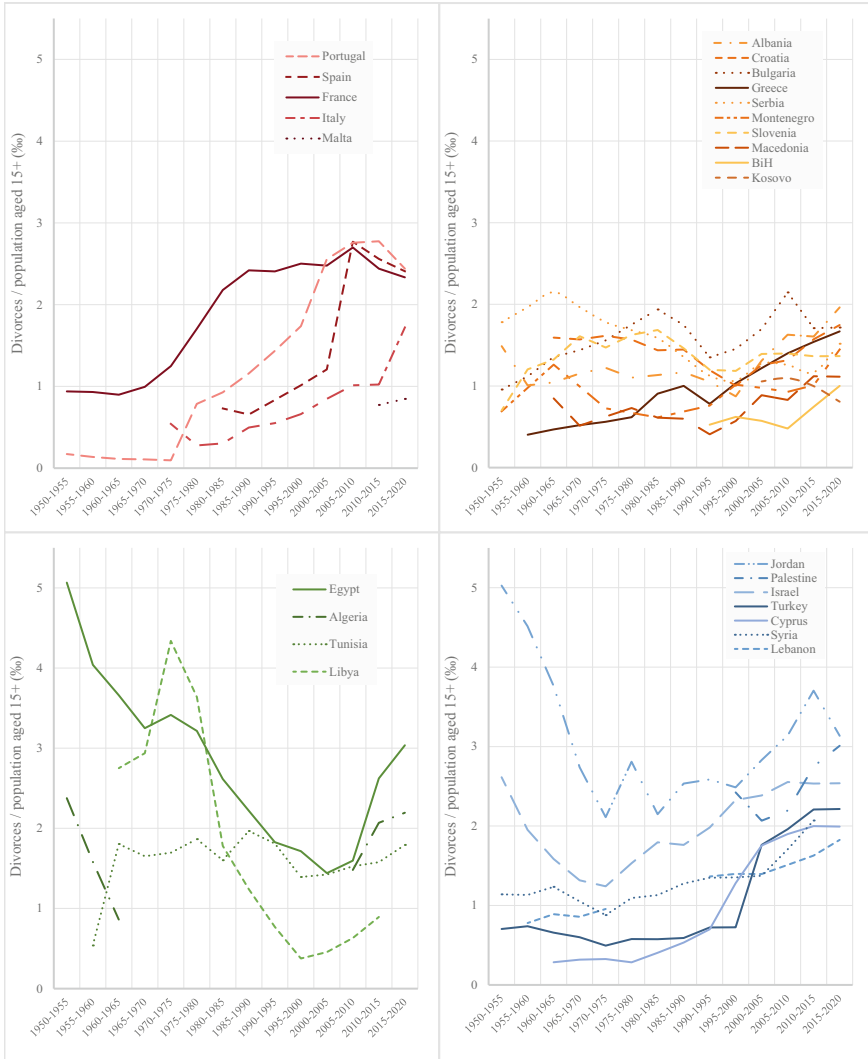 5
4
3
2
1
0
Divorces / population aged 15+ (‰)
Portugal
Spain
France
Italy
Malta
1950-1955
1955-1960
1960-1965
1965-1970
1970-1975
1975-1980
1980-1985
1985-1990
1990-1995
1995-2000
2000-2005
2005-2010
2010-2015
2015-2020
5
4
3
2
1
0
Divorces / population aged 15+ (‰)
Albania
Croatia
Bulgaria
Greece
Serbia
Montenegro
Slovenia
Macedonia
BiH
Kosovo
1950-1955
1955-1960
1960-1965
1965-1970
1970-1975
1975-1980
1980-1985
1985-1990
1990-1995
1995-2000
2000-2005
2005-2010
2010-2015
2015-2020
5
4
3
2
1
0
Divorces / population aged 15+ (‰)
Egypt
Algeria
Tunisia
Libya
1950-1955
1955-1960
1960-1965
1965-1970
1970-1975
1975-1980
1980-1985
1985-1990
1990-1995
1995-2000
2000-2005
2005-2010
2010-2015
2015-2020
5
4
3
2
1
0
Divorces / population aged 15+ (‰)
Jordan
Palestine
Israel
Turkey
Cyprus
Syria
Lebanon
1950-1955
1955-1960
1960-1965
1965-1970
1970-1975
1975-1980
1980-1985
1985-1990
1990-1995
1995-2000
2000-2005
2005-2010
2010-2015
2015-2020